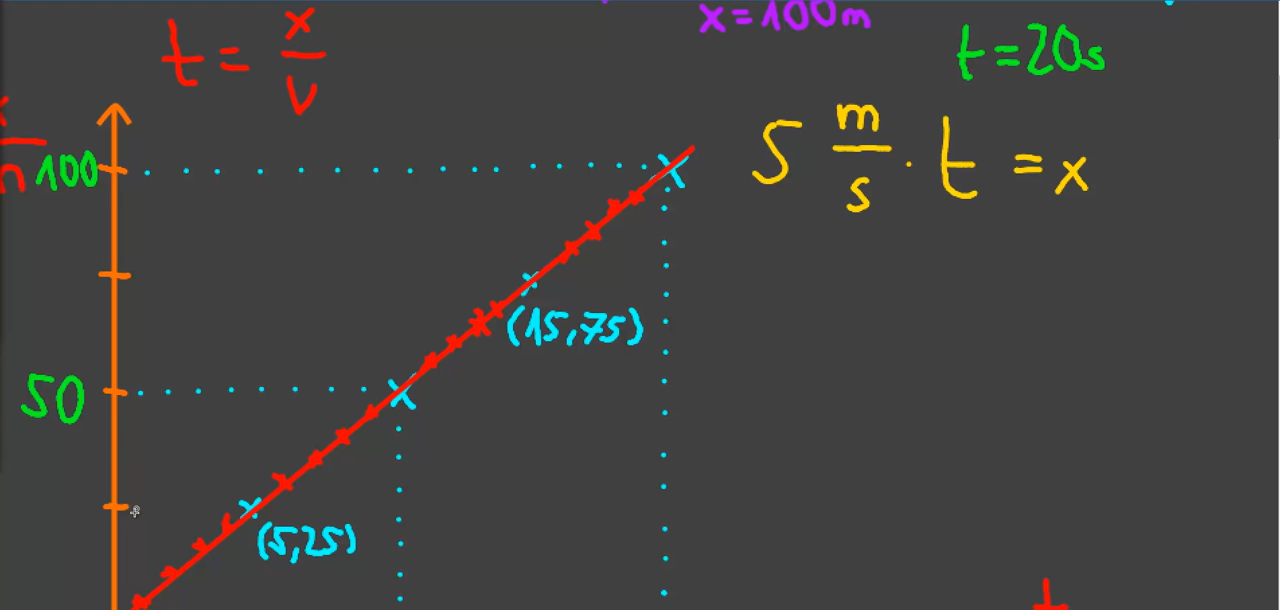 x = 100m
t = 20s
t = x/v
5 m/s · t = x
100
(15,75)
50
(5,25)
t